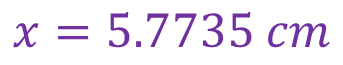 x = 5.7735 cm